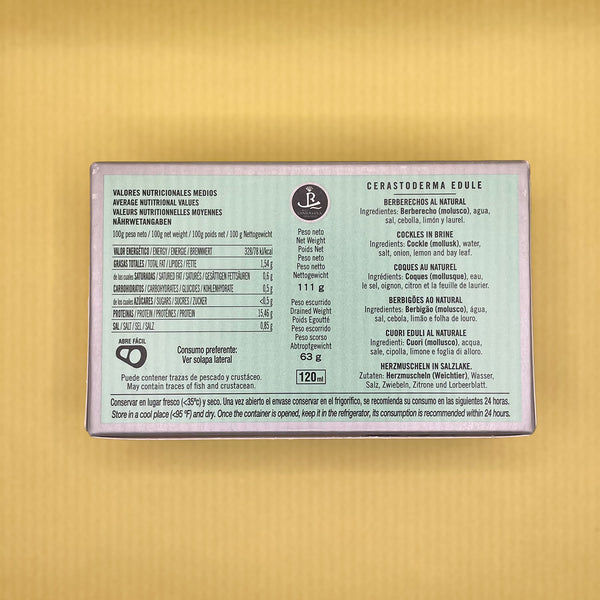 VALORES NUTRICIONALES MEDIOS
AVERAGE NUTRITIONAL VALUES
VALEURS NUTRITIONNELLES MOYENNES
NÄHRWETANGABEN
100g peso neto / 100g net weight / 100g poids net / 100 g Nettogewicht
VALOR ENERGÉTICO / ENERGY / ENERGIE / BRENNWERT 328/78 kJ/kcal
GRASAS TOTALES / TOTAL FAT / LIPIDES / FETTE 1,54 g
de los cuales SATURADAS / SATURED FAT / SATURES / GESÄTIGEN FETTSÄUREN 0,6 g
CARBOHIDRATOS / CARBOHYDRATES / GLUCIDES / KOHLENHYDRATE 0,5 g
de los cuales AZÚCARES / SUGARS / SUCRES / ZUCKER <0,5 g
PROTEINAS / PROTEIN / PROTÉINES / PROTEIN 15,46 g
SAL / SALT / SEL / SALZ 0,85 g
ABRE FÁCIL
Consumo preferente:
Ver solapa lateral
Puede contener trazas de pescado y crustáceo.
May contain traces of fish and crustacean.
R
Peso neto
Net Weight
Poids Net
Peso neto
Peso neto
Nettogewicht
111 g
Peso escurrido
Drained Weight
Poids Egoutté
Peso escorrido
Peso scorso
Abtropfgewicht
63 g
120 ml
CERASTODERMA EDULE
BERBERECHOS AL NATURAL
Ingredientes: Berberecho (molusco), agua,
sal, cebolla, limón y laurel.
COCKLES IN BRINE
Ingredients: Cockle (mollusk), water,
salt, onion, lemon and bay leaf.
COQUES AU NATUREL
Ingrédients: Coques (mollusque), eau,
le sel, oignon, citron et la feuille de laurier.
BERBIGÕES AO NATURAL
Ingredientes: Berbigão (molusco), água,
sal, cebola, limão e folha de louro.
CUORI EDULI AL NATURALE
Ingredienti: Cuori (mollusco), acqua,
sale, cipolla, limone e foglia di alloro.
HERZMUSCHELN IN SALZLAKE.
Zutaten: Herzmuscheln (Weichtier), Wasser,
Salz, Zwiebeln, Zitrone und Lorbeerblatt.
Conservar en lugar fresco (<35ºc) y seco. Una vez abierto el envase conservar en el frigorífico, se recomienda su consumo en las siguientes 24 horas.
Store in a cool place (<95 ºF) and dry. Once the container is opened, keep it in the refrigerator, its consumption is recommended within 24 hours.